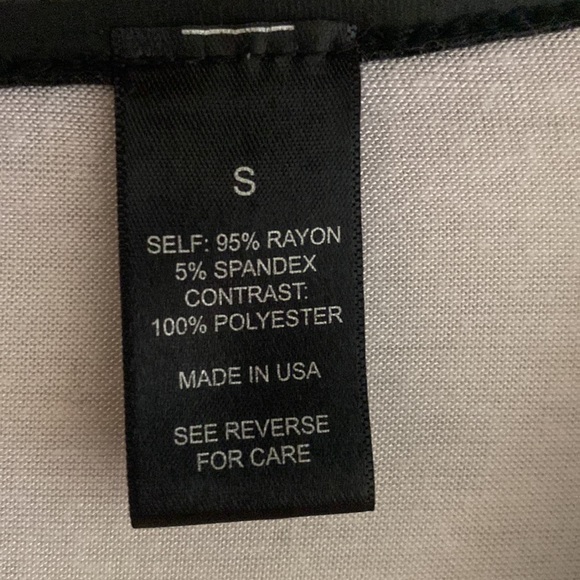 S
SELF: 95% RAYON
5% SPANDEX
CONTRAST:
100% POLYESTER
MADE IN USA
SEE REVERSE
FOR CARE